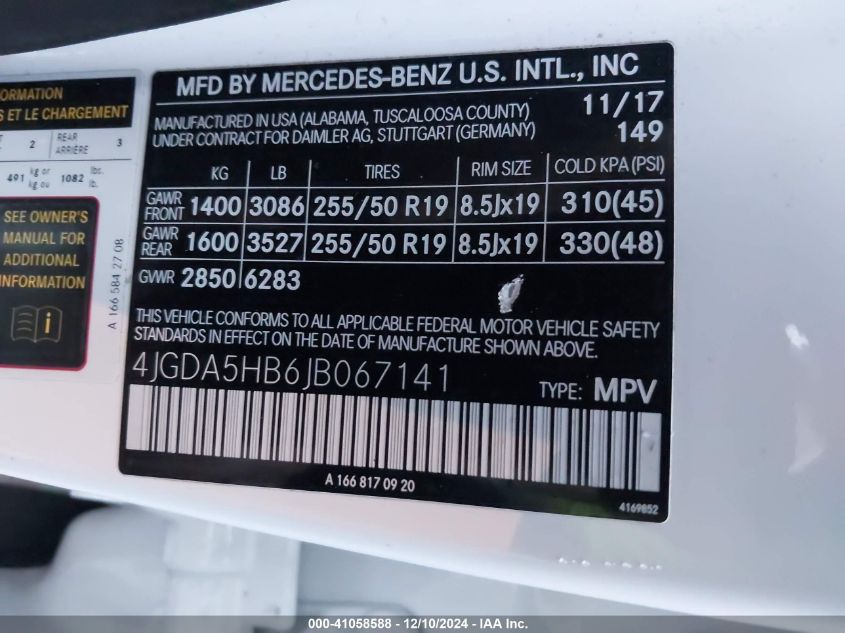 ORMATION
S ET LE CHARGEMENT
2 REAR ARRIÈRE 3
491 kg or kg ou 1082 lbs. lb.
SEE OWNER'S
MANUAL FOR
ADDITIONAL
INFORMATION
A 166 584 27 08
MFD BY MERCEDES-BENZ U.S. INTL., INC
MANUFACTURED IN USA (ALABAMA, TUSCALOOSA COUNTY) 11/17
UNDER CONTRACT FOR DAIMLER AG, STUTTGART (GERMANY) 149
KG LB TIRES RIM SIZE COLD KPA (PSI)
GAWR FRONT 1400 3086 255/50 R19 8.5Jx19 310(45)
GAWR REAR 1600 3527 255/50 R19 8.5Jx19 330(48)
GVWR 2850 6283
THIS VEHICLE CONFORMS TO ALL APPLICABLE FEDERAL MOTOR VEHICLE SAFETY
STANDARDS IN EFFECT ON THE DATE OF MANUFACTURE SHOWN ABOVE.
4JGDA5HB6JB067141 TYPE: MPV
A 166 817 09 20
4169852
000-41058588 - 12/10/2024 - IAA Inc.